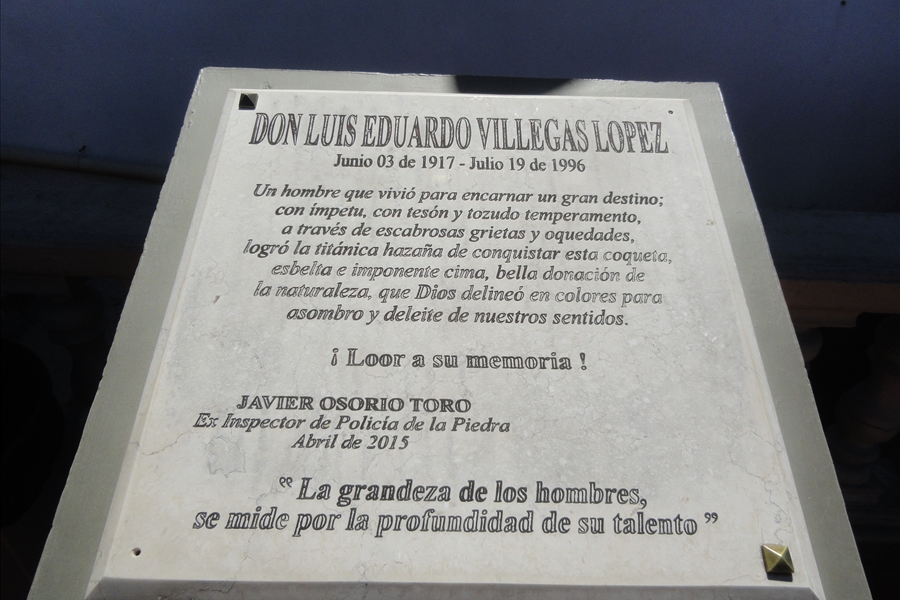 DON LUIS EDUARDO VILLEGAS LOPEZ
Junio 03 de 1917 - Julio 19 de 1996
Un hombre que vivió para encarnar un gran destino;
con ímpetu, con tesón y tozudo temperamento,
a través de escabrosas grietas y oquedades,
logró la titánica hazaña de conquistar esta coqueta,
esbelta e imponente cima, bella donación de
la naturaleza, que Dios delineó en colores para
asombro y deleite de nuestros sentidos.
¡ Loor a su memoria !
JAVIER OSORIO TORO
Ex Inspector de Policía de la Piedra
Abril de 2015
“ La grandeza de los hombres,
se mide por la profumdidad de su talento ”